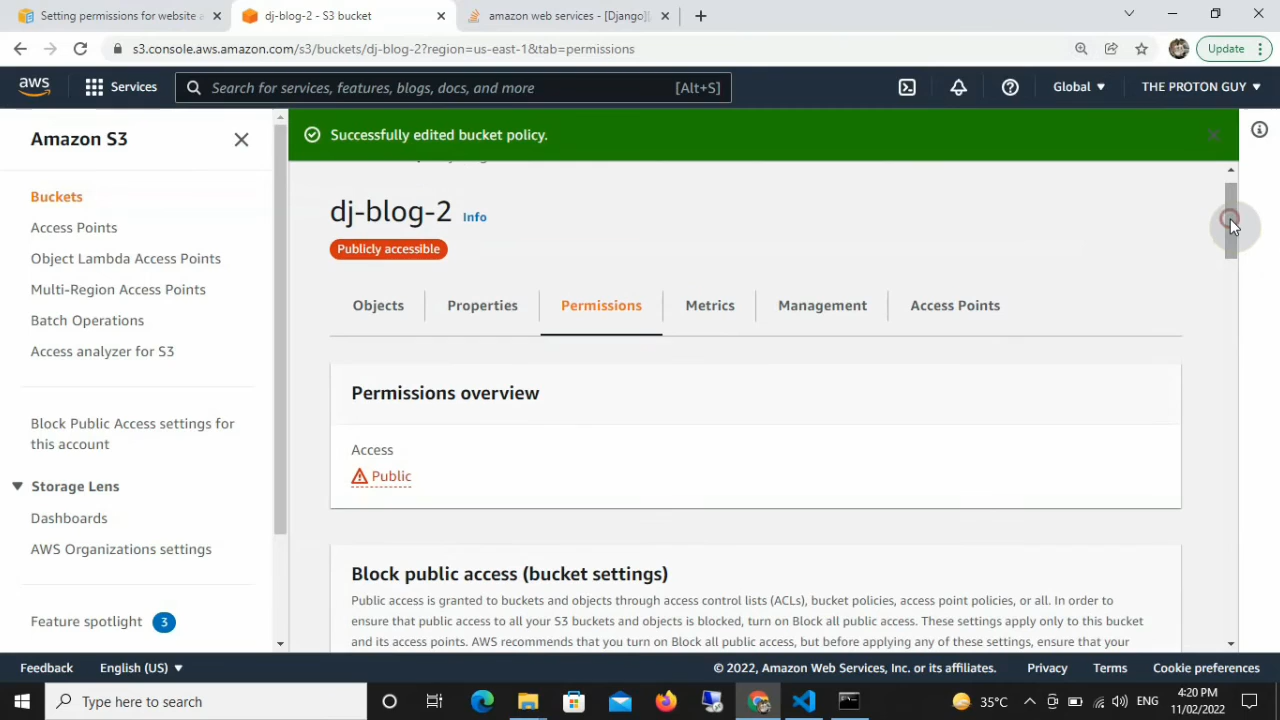 Setting permissions for website a
dj-blog-2 - S3 bucket
amazon web services - [Django]
s3.console.aws.amazon.com/s3/buckets/dj-blog-2?region=us-east-1&tab=permissions
Update
aws
Services
Search for services, features, blogs, docs, and more
[Alt+S]
Global
THE PROTON GUY
Amazon S3
Buckets
Access Points
Object Lambda Access Points
Multi-Region Access Points
Batch Operations
Access analyzer for S3
Block Public Access settings for
this account
Storage Lens
Dashboards
AWS Organizations settings
Feature spotlight 3
Successfully edited bucket policy.
dj-blog-2 Info
Publicly accessible
Objects
Properties
Permissions
Metrics
Management
Access Points
Permissions overview
Access
Public
Block public access (bucket settings)
Public access is granted to buckets and objects through access control lists (ACLs), bucket policies, access point policies, or all. In order to
ensure that public access to all your S3 buckets and objects is blocked, turn on Block all public access. These settings apply only to this bucket
and its access points. AWS recommends that you turn on Block all public access, but before applying any of these settings, ensure that your
Feedback
English (US)
© 2022, Amazon Web Services, Inc. or its affiliates.
Privacy
Terms
Cookie preferences
Type here to search
35°C
ENG
4:20 PM
11/02/2022